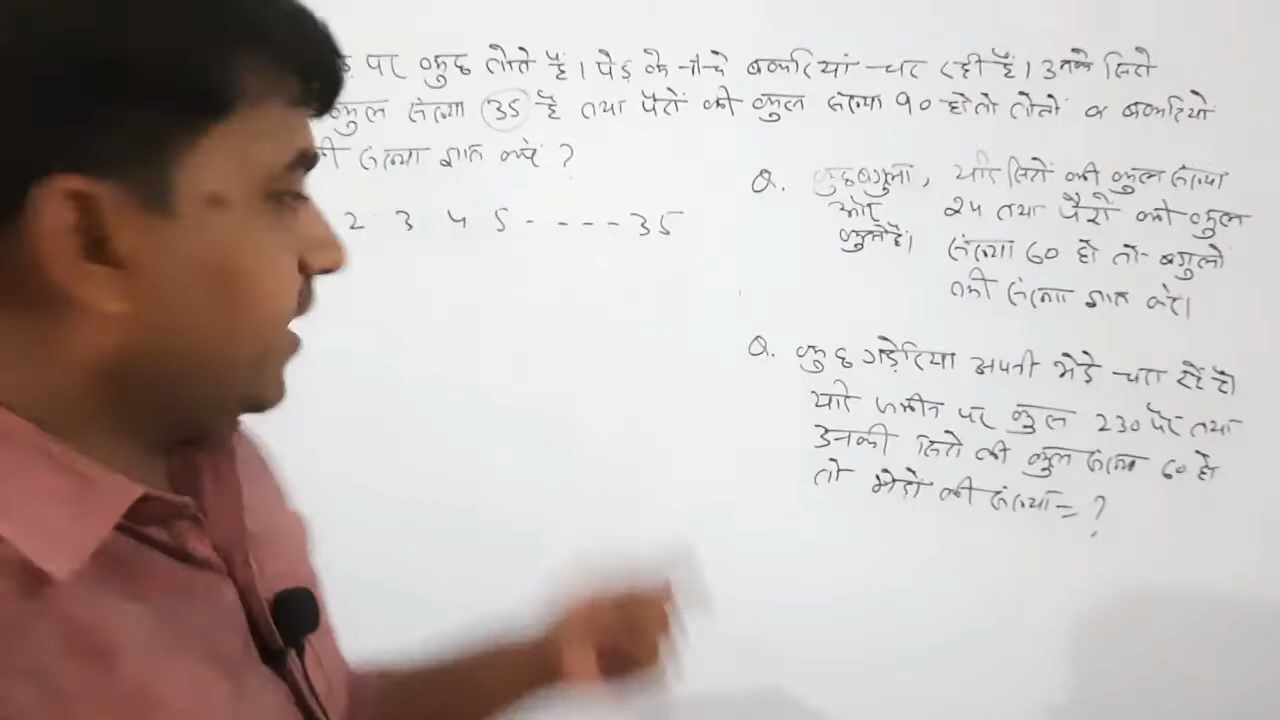 पर कुछ तोते हैं। पेड़ के नीचे बकरियां चर रही हैं। उनके सिरो
कुल संख्या 35 है तथा पैरों की कुल संख्या 90 हो तो तोतों व बकरियो
की संख्या ज्ञात करें ?
2 3 4 5 - - - - 35
Q. कुछ बगुला, यदि सिरों की कुल संख्या
और 24 तथा पैरो की कुल
संख्या 60 हो तो बगुलो
की संख्या ज्ञात करे।
Q. कुछ गड़ेरिया अपनी भेड़े चरा रहे है।
यदि जमीन पर कुल 230 पैर तथा
उनकी सिरो की कुल संख्या 60 हो
तो भेड़ो की संख्या = ?